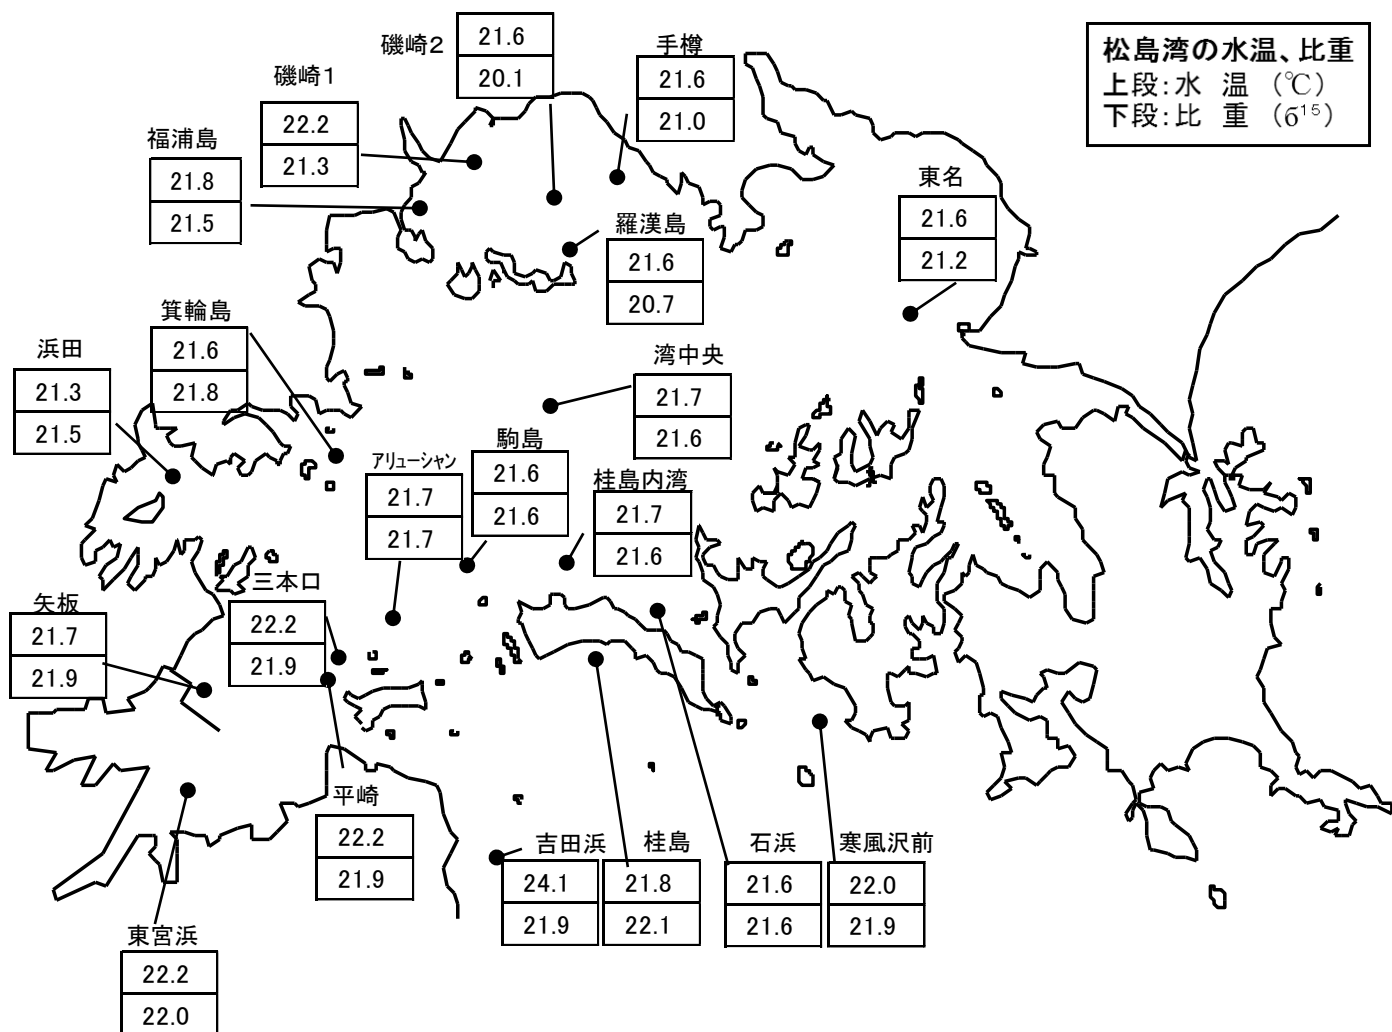 松島湾の水温、比重
上段：水　温　（℃）
下段：比　重　（б¹⁵）
磯崎２
21.6
20.1
手樽
21.6
21.0
磯崎１
22.2
21.3
福浦島
21.8
21.5
東名
21.6
21.2
羅漢島
21.6
20.7
箕輪島
21.6
21.8
浜田
21.3
21.5
湾中央
21.7
21.6
駒島
21.6
21.6
アリューシャン
21.7
21.7
桂島内湾
21.7
21.6
三本口
22.2
21.9
矢板
21.7
21.9
平崎
22.2
21.9
吉田浜
24.1
21.9
桂島
21.8
22.1
石浜
21.6
21.6
寒風沢前
22.0
21.9
東宮浜
22.2
22.0